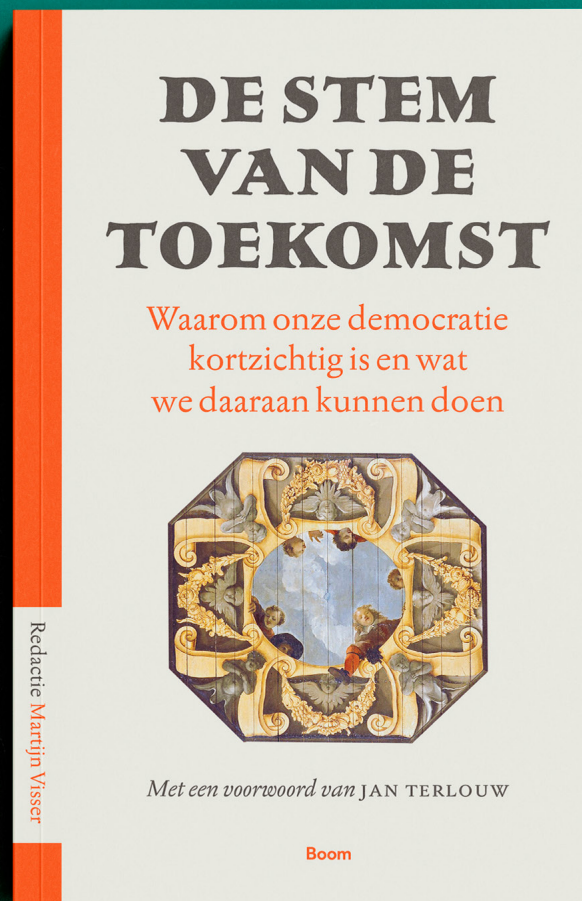 DE STEM
VAN DE
TOEKOMST
Waarom onze democratie
kortzichtig is en wat
we daaraan kunnen doen
Redactie Martijn Visser
Met een voorwoord van JAN TERLOUW
Boom